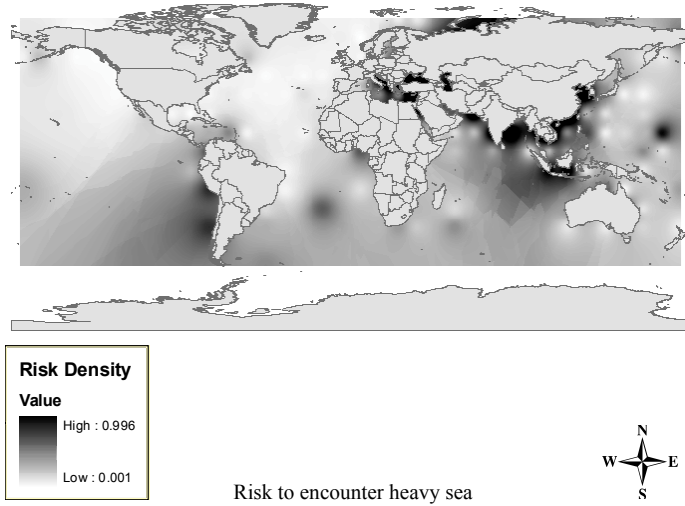 Risk Density
Value
High : 0.996
Low : 0.001
Risk to encounter heavy sea
N
W E
S